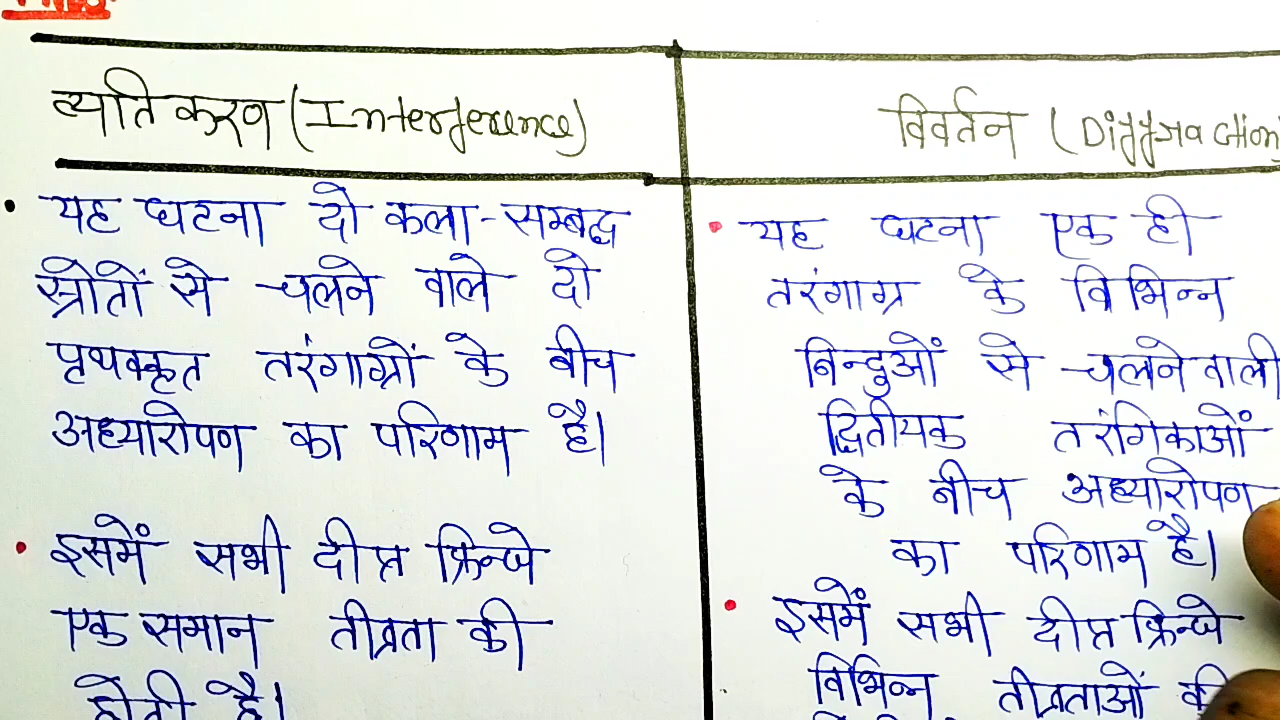 व्यतिकरण (Interference)
यह घटना दो कला-सम्बद्ध
स्रोतों से चलने वाले दो
पृथक्कृत तरंगाग्रों के बीच
अध्यारोपण का परिणाम है।
इसमें सभी दीप्त फ्रिन्जे
एक समान तीव्रता की
होती है।
विवर्तन (Diffraction)
यह घटना एक ही
तरंगाग्र के विभिन्न
बिन्दुओं से चलने वाली
द्वितीयक तरंगिकाओं
के बीच अध्यारोपण
का परिणाम है।
इसमें सभी दीप्त फ्रिन्जे
विभिन्न तीव्रताओं की